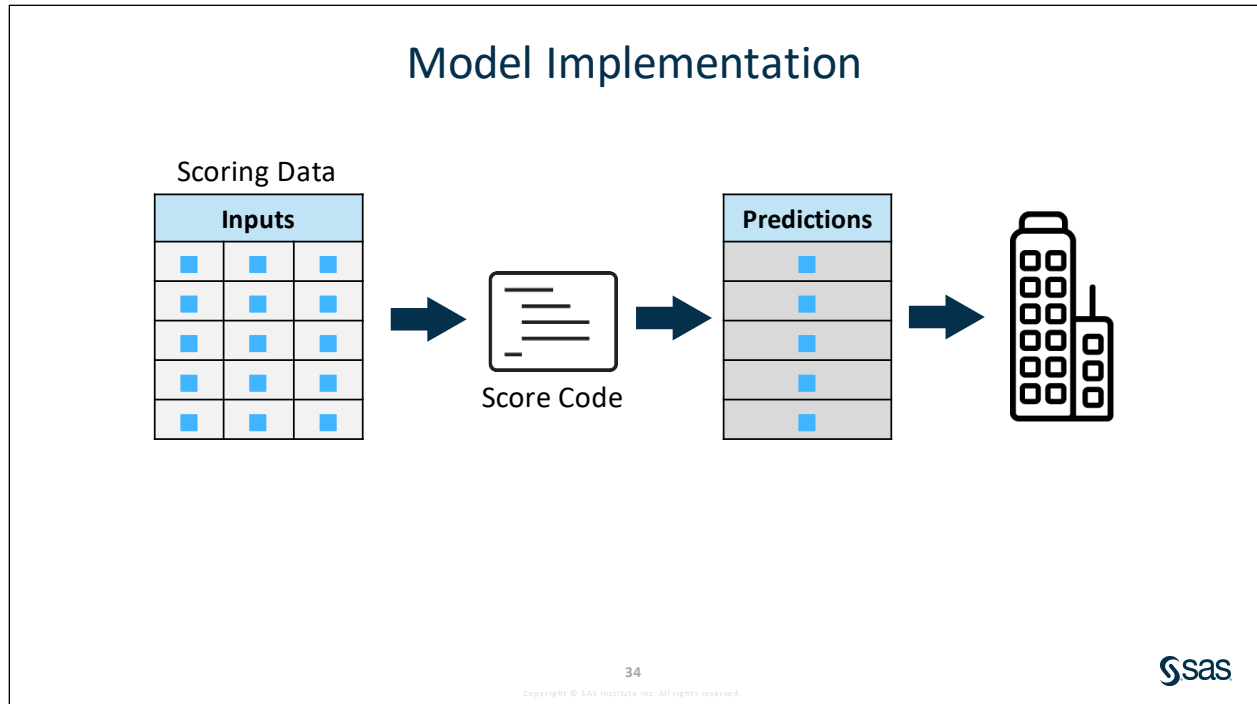 Model Implementation
Scoring Data
Inputs
Predictions
Score Code
34
Copyright © SAS Institute Inc. All rights reserved.
sas